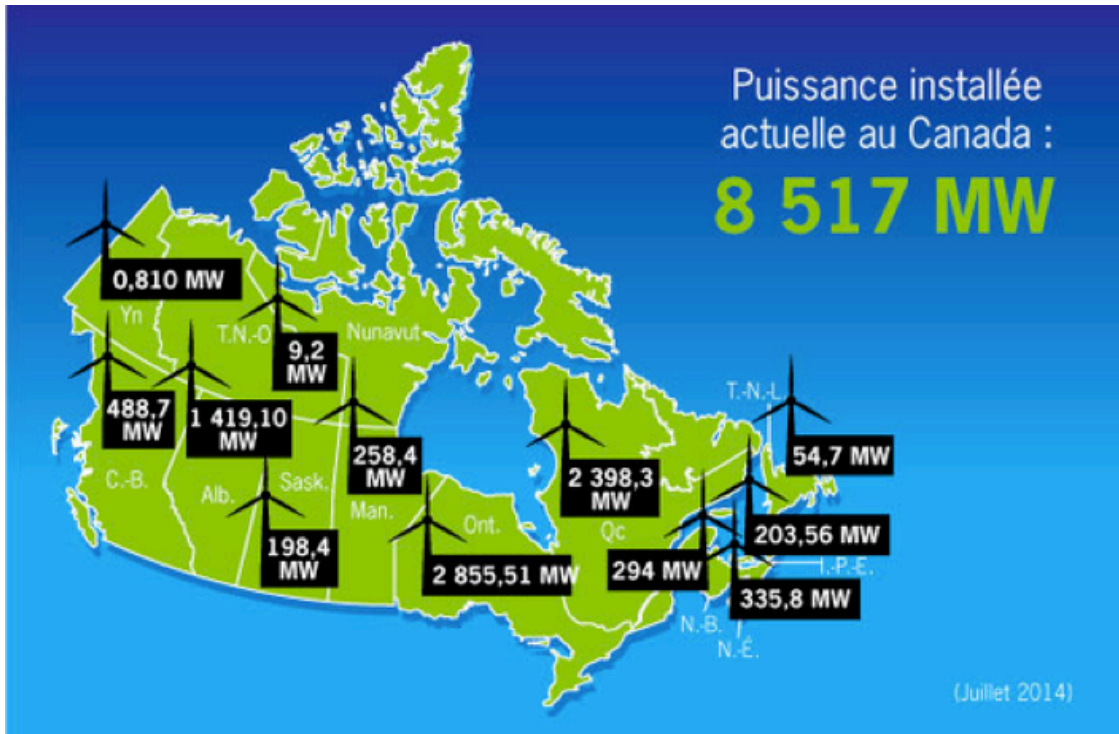 Puissance installée
actuelle au Canada :
8 517 MW
0,810 MW
Yn
T.N.-O
Nunavut
9,2
MW
488,7
MW
1 419,10
MW
258,4
MW
2 398,3
MW
T.-N.-L.
54,7 MW
C.-B.
Alb.
Sask.
Man.
Ont.
Qc
198,4
MW
2 855,51 MW
294 MW
203,56 MW
I.-P.-E.
335,8 MW
N.-B.
N.-É.
(Juillet 2014)